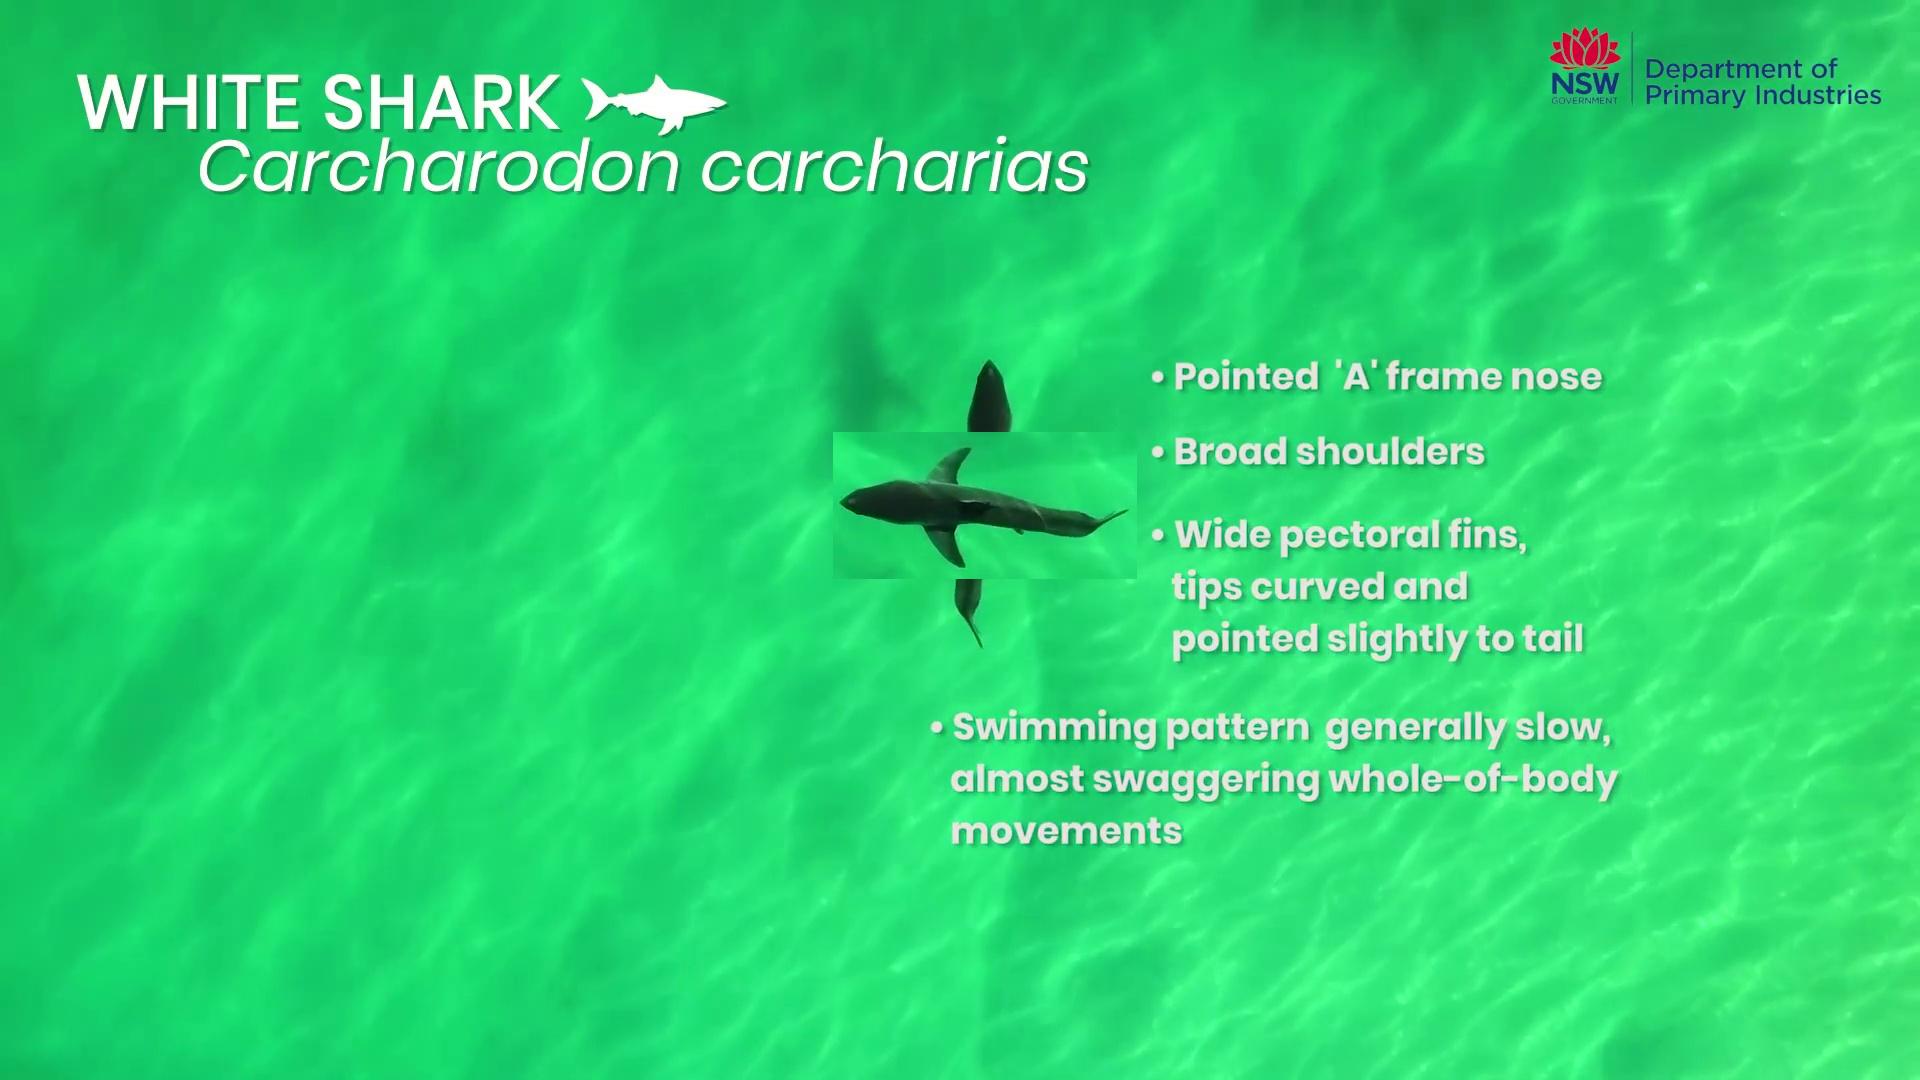 WHITE SHARK
Carcharodon carcharias
NSW
GOVERNMENT
Department of
Primary Industries
• Pointed 'A' frame nose
• Broad shoulders
• Wide pectoral fins,
tips curved and
pointed slightly to tail
• Swimming pattern generally slow,
almost swaggering whole-of-body
movements